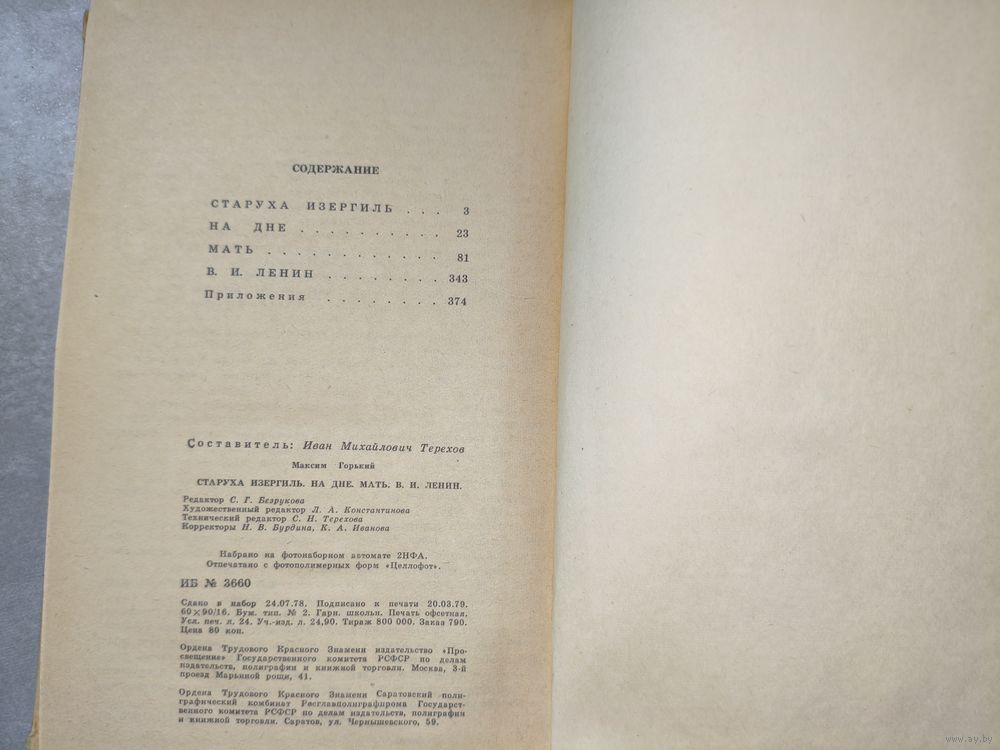 СОДЕРЖАНИЕ
СТАРУХА ИЗЕРГИЛЬ . . . 3
НА ДНЕ . . . . . . . . . . 23
МАТЬ . . . . . . . . . . . . 81
В. И. ЛЕНИН . . . . . . . . 343
Приложения . . . . . . . . 374
Составитель: Иван Михайлович Терехов
Максим Горький
СТАРУХА ИЗЕРГИЛЬ. НА ДНЕ. МАТЬ. В. И. ЛЕНИН.
Редактор С. Г. Безрукова
Художественный редактор Л. А. Константинова
Технический редактор С. Н. Терехова
Корректоры Н. В. Бурдина, К. А. Иванова
Набрано на фотонаборном автомате 2НФА.
Отпечатано с фотополимерных форм «Целлофот».
ИБ № 3660
Сдано в набор 24.07.78. Подписано к печати 20.03.79.
60×90/16. Бум. тип. № 2. Гарн. школьн. Печать офсетная.
Усл. печ. л. 24. Уч.-изд. л. 24,90. Тираж 800 000. Заказ 790.
Цена 80 коп.
Ордена Трудового Красного Знамени издательство «Про-
свещение» Государственного комитета РСФСР по делам
издательств, полиграфии и книжной торговли. Москва, 3-й
проезд Марьиной рощи, 41.
Ордена Трудового Красного Знамени Саратовский поли-
графический комбинат Росглавполиграфпрома Государст-
венного комитета РСФСР по делам издательств, полиграфии
и книжной торговли. Саратов, ул. Чернышевского, 59.
www.ay.by